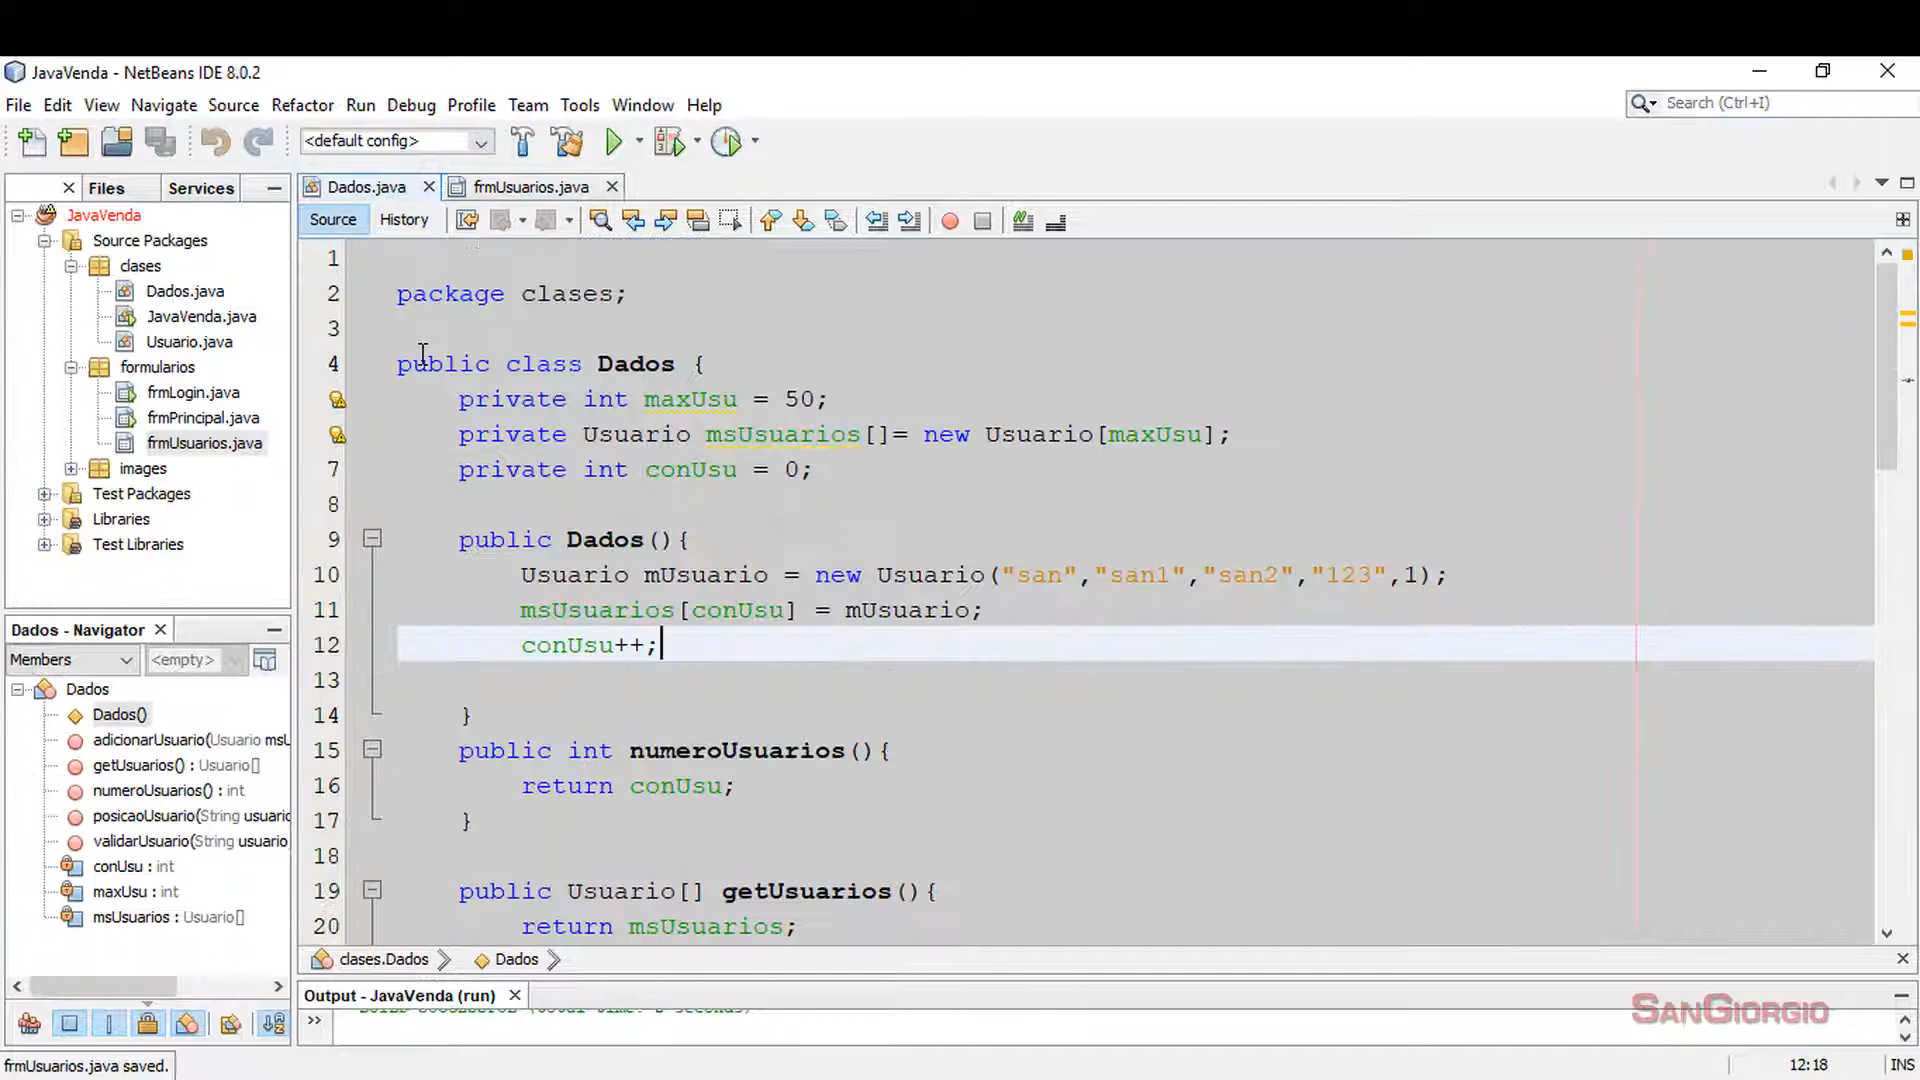 JavaVenda - NetBeans IDE 8.0.2
File Edit View Navigate Source Refactor Run Debug Profile Team Tools Window Help
Search (Ctrl+I)
<default config>
Files Services
Dados.java frmUsuarios.java
Source History
JavaVenda
Source Packages
clases
Dados.java
JavaVenda.java
Usuario.java
formularios
frmLogin.java
frmPrincipal.java
frmUsuarios.java
images
Test Packages
Libraries
Test Libraries
1
2 package clases;
3
4 public class Dados {
private int maxUsu = 50;
private Usuario msUsuarios[]= new Usuario[maxUsu];
7 private int conUsu = 0;
8
9 public Dados(){
10 Usuario mUsuario = new Usuario("san","san1","san2","123",1);
11 msUsuarios[conUsu] = mUsuario;
12 conUsu++;
13
14 }
15 public int numeroUsuarios(){
16 return conUsu;
17 }
18
19 public Usuario[] getUsuarios(){
20 return msUsuarios;
Dados - Navigator
Members <empty>
Dados
Dados()
adicionarUsuario(Usuario msU
getUsuarios() : Usuario[]
numeroUsuarios() : int
posicaoUsuario(String usuario
validarUsuario(String usuario,
conUsu : int
maxUsu : int
msUsuarios : Usuario[]
clases.Dados Dados
Output - JavaVenda (run)
SanGiorgio
frmUsuarios.java saved.
12:18 INS